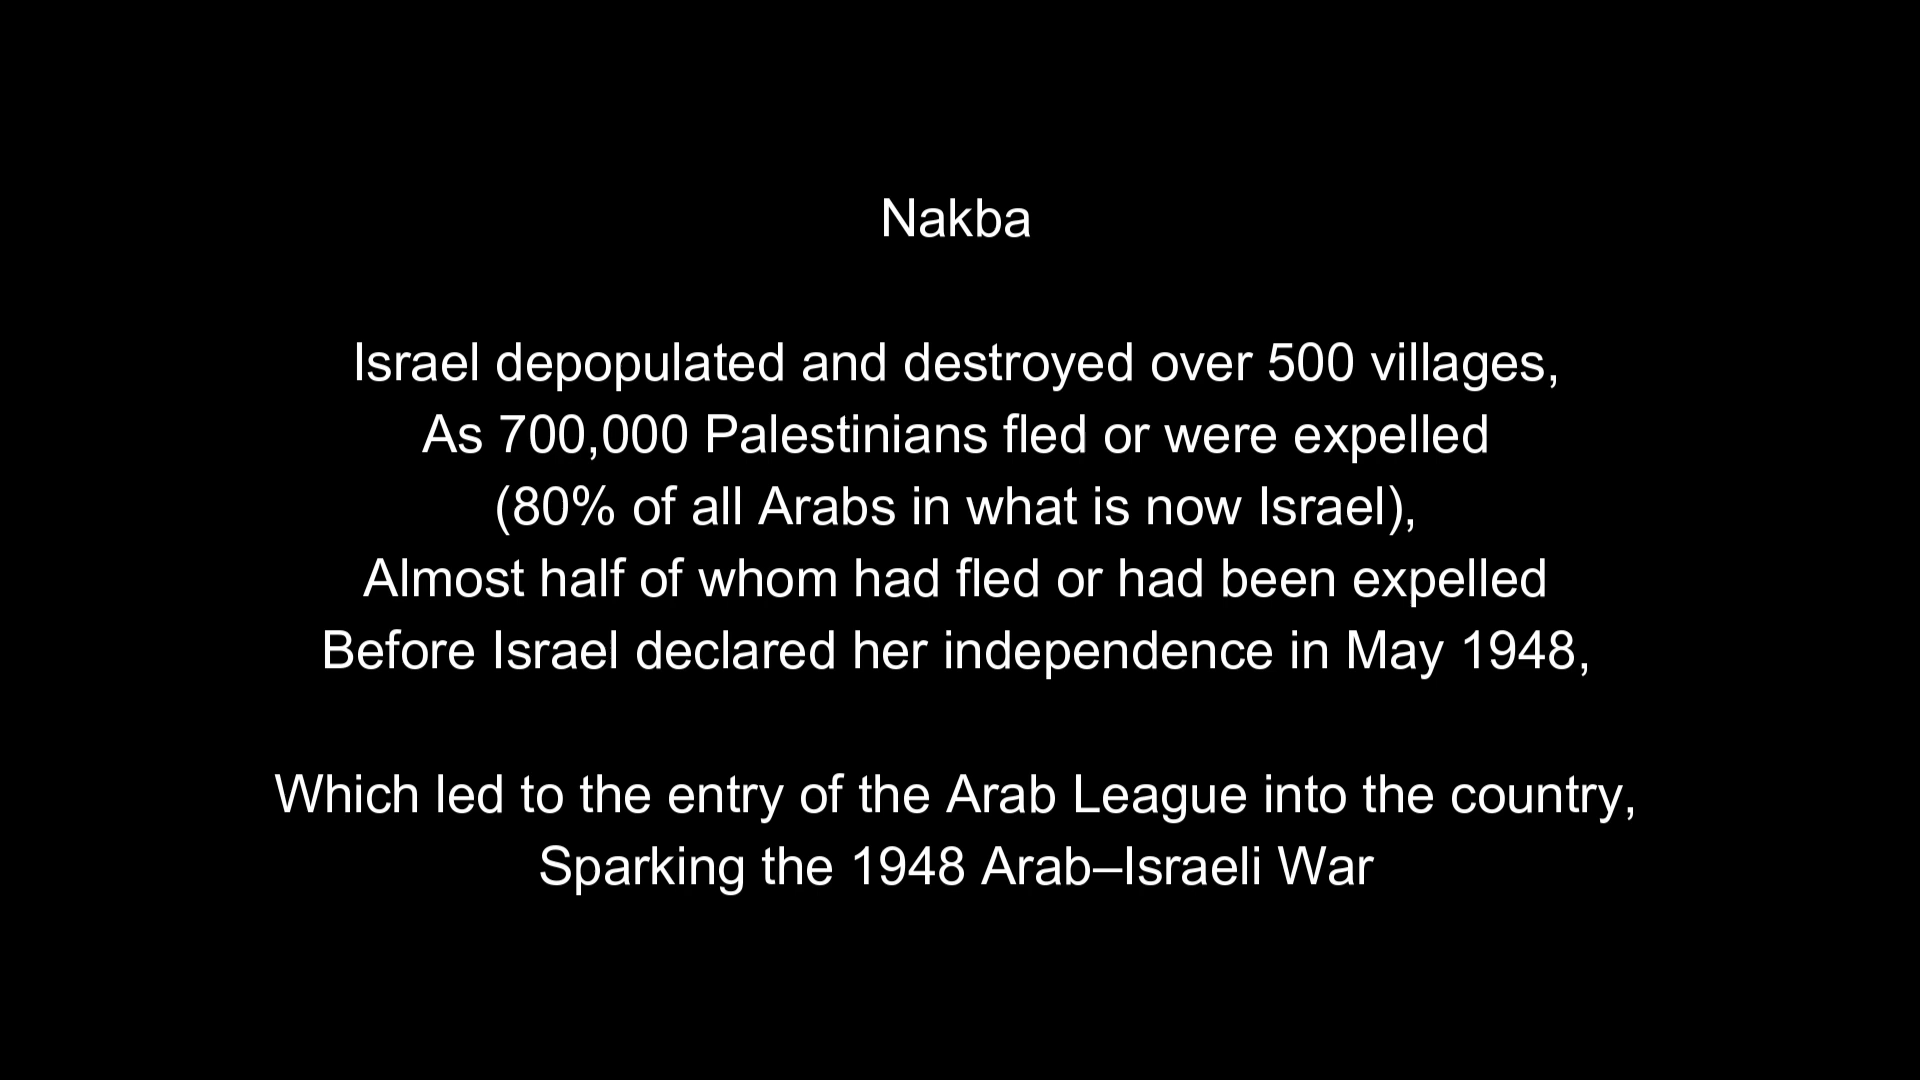 Nakba
Israel depopulated and destroyed over 500 villages,
As 700,000 Palestinians fled or were expelled
(80% of all Arabs in what is now Israel),
Almost half of whom had fled or had been expelled
Before Israel declared her independence in May 1948,
Which led to the entry of the Arab League into the country,
Sparking the 1948 Arab–Israeli War